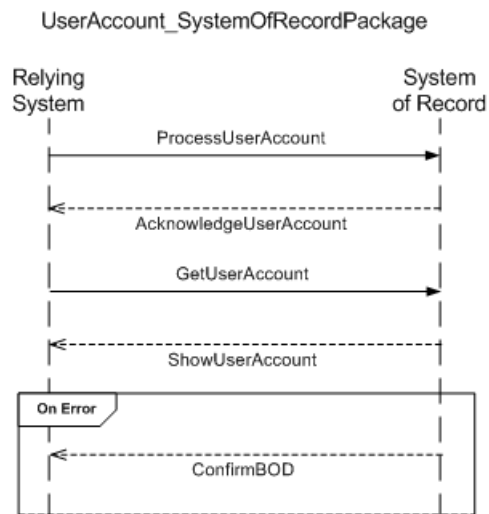 UserAccount_SystemOfRecordPackage
Relying
System
System
of Record
ProcessUserAccount
AcknowledgeUserAccount
GetUserAccount
ShowUserAccount
On Error
ConfirmBOD